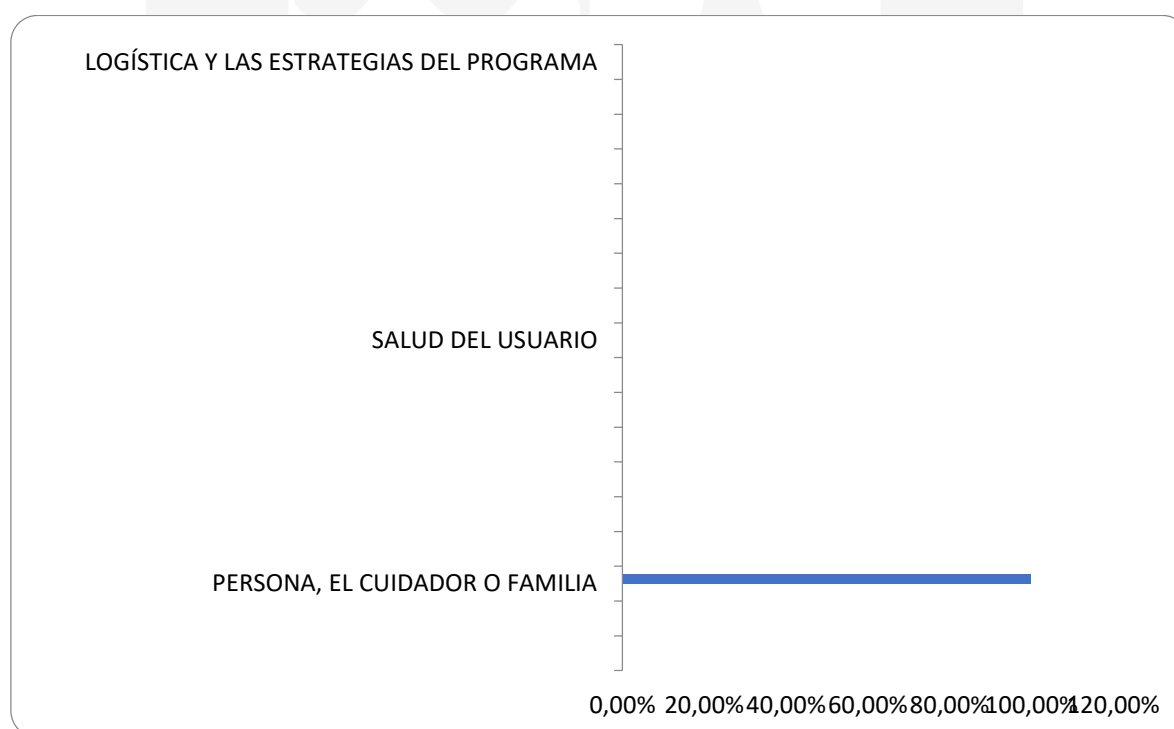 LOGÍSTICA Y LAS ESTRATEGIAS DEL PROGRAMA
SALUD DEL USUARIO
PERSONA, EL CUIDADOR O FAMILIA
0,00% 20,00% 40,00% 60,00% 80,00% 100,00% 120,00%